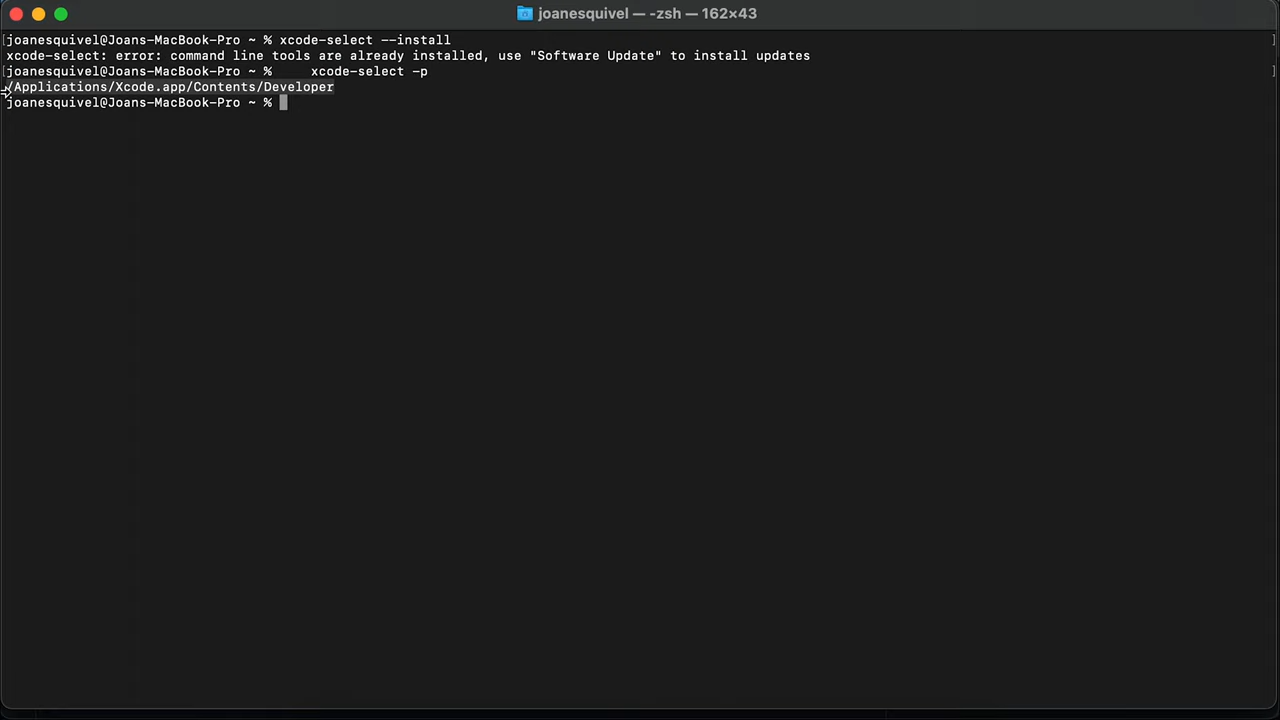 joanesquivel — -zsh — 162×43
[joanesquivel@Joans-MacBook-Pro ~ % xcode-select --install ]
xcode-select: error: command line tools are already installed, use "Software Update" to install updates
[joanesquivel@Joans-MacBook-Pro ~ %     xcode-select -p ]
/Applications/Xcode.app/Contents/Developer
joanesquivel@Joans-MacBook-Pro ~ %